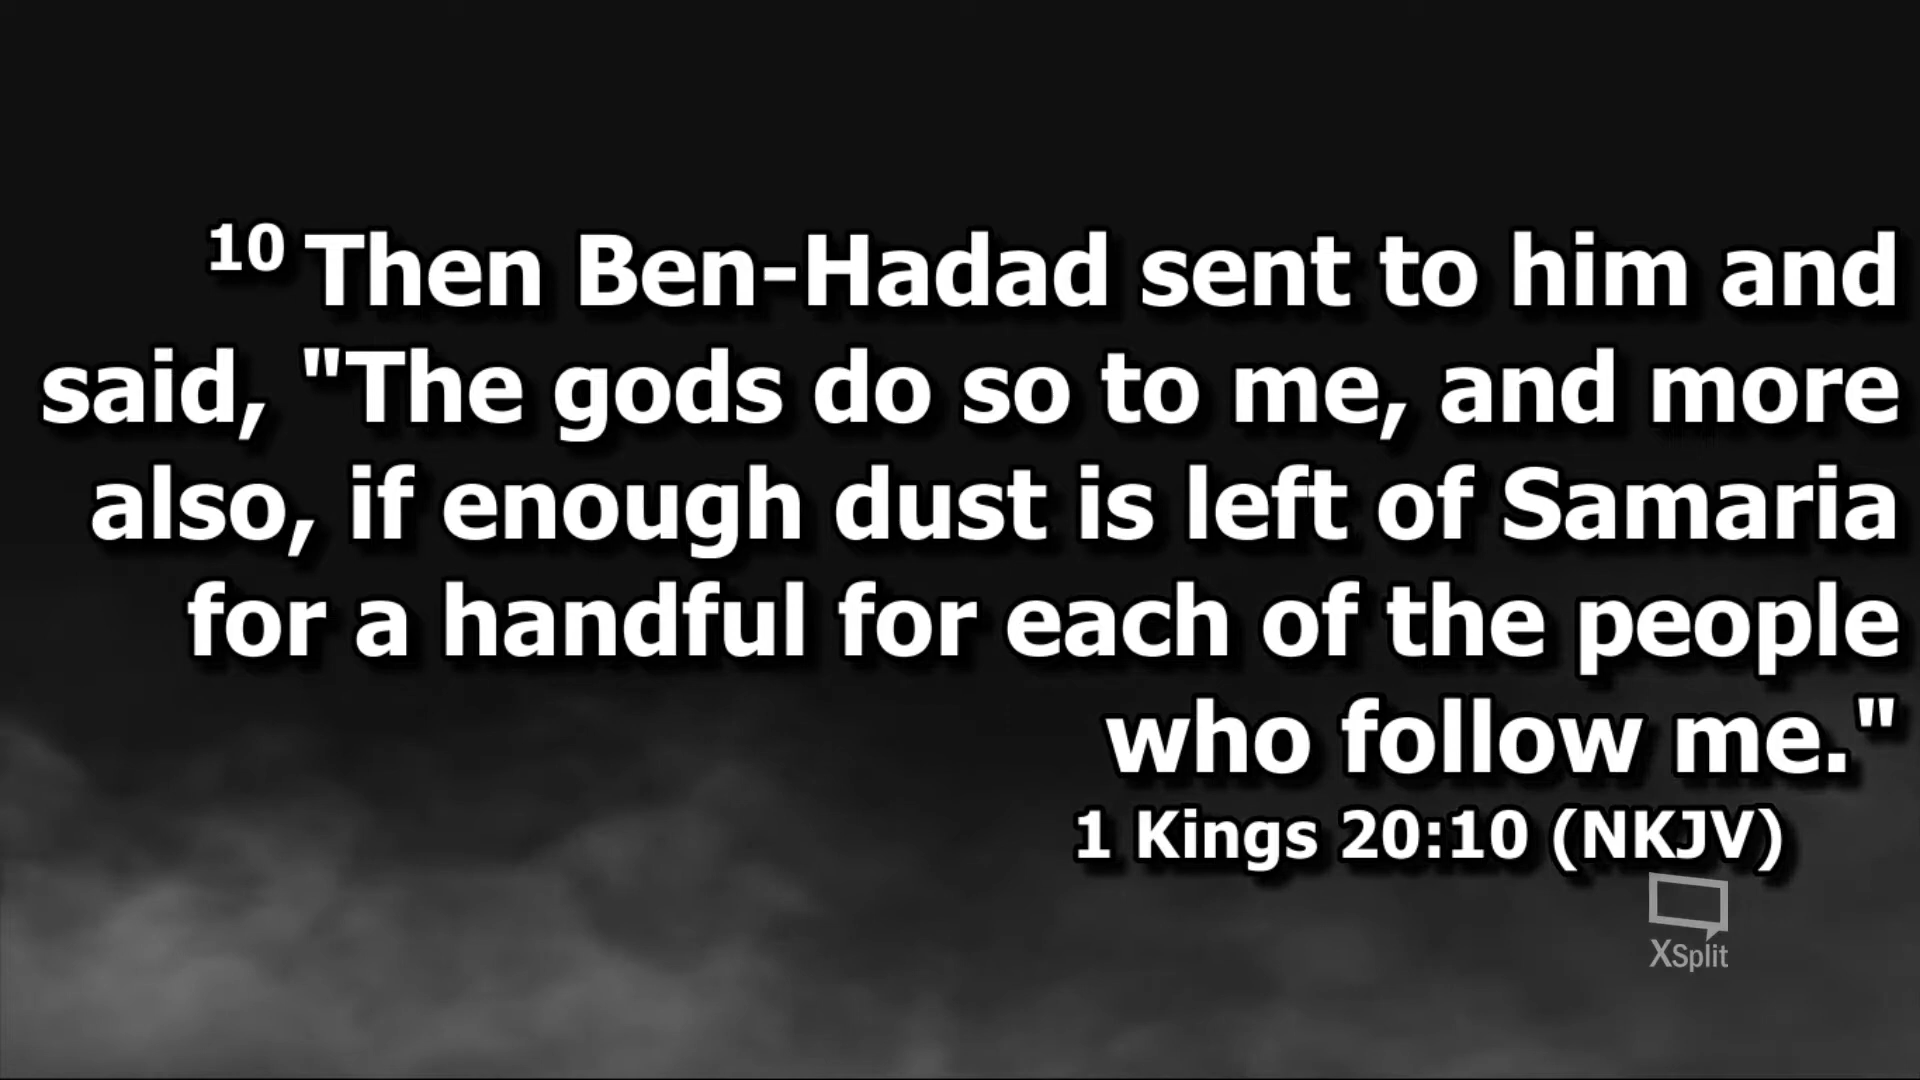 10 Then Ben-Hadad sent to him and
said, "The gods do so to me, and more
also, if enough dust is left of Samaria
for a handful for each of the people
who follow me."
1 Kings 20:10 (NKJV)
XSplit